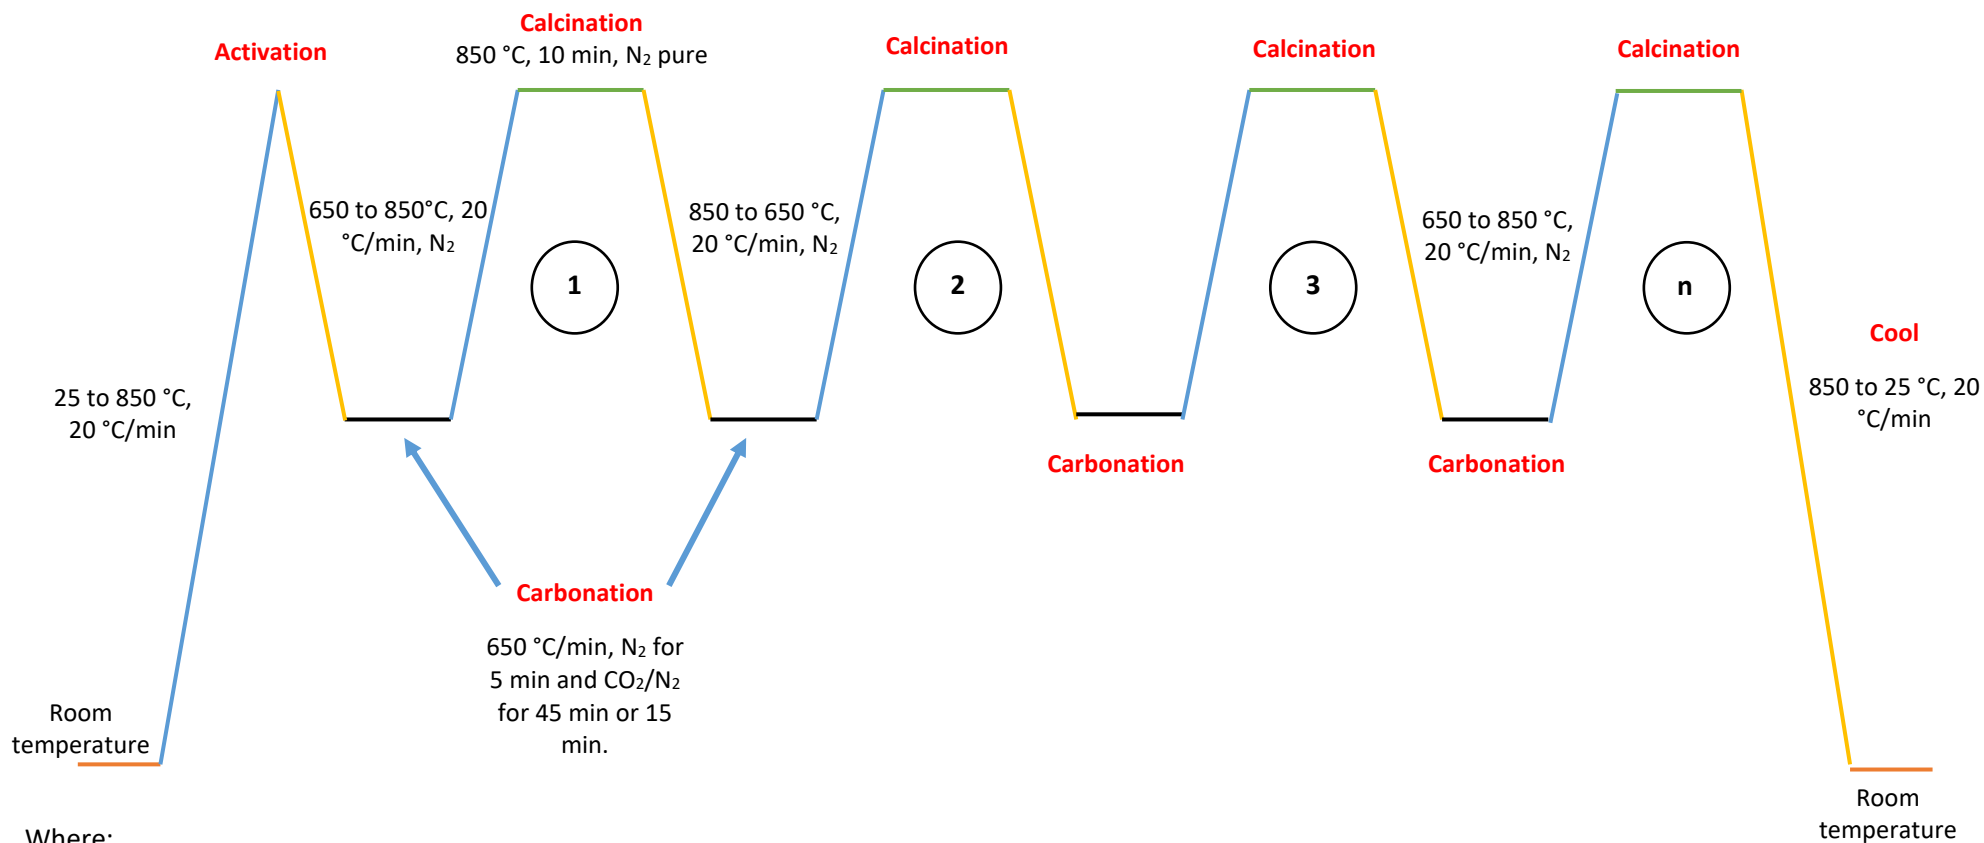 Activation
Calcination
850 °C, 10 min, N₂ pure
Calcination
Calcination
Calcination
650 to 850°C, 20
°C/min, N₂
850 to 650 °C,
20 °C/min, N₂
650 to 850 °C,
20 °C/min, N₂
1
2
3
n
Cool
850 to 25 °C, 20
°C/min
25 to 850 °C,
20 °C/min
Carbonation
Carbonation
Carbonation
650 °C/min, N₂ for
5 min and CO₂/N₂
for 45 min or 15
min.
Room
temperature
Room
temperature
Where: